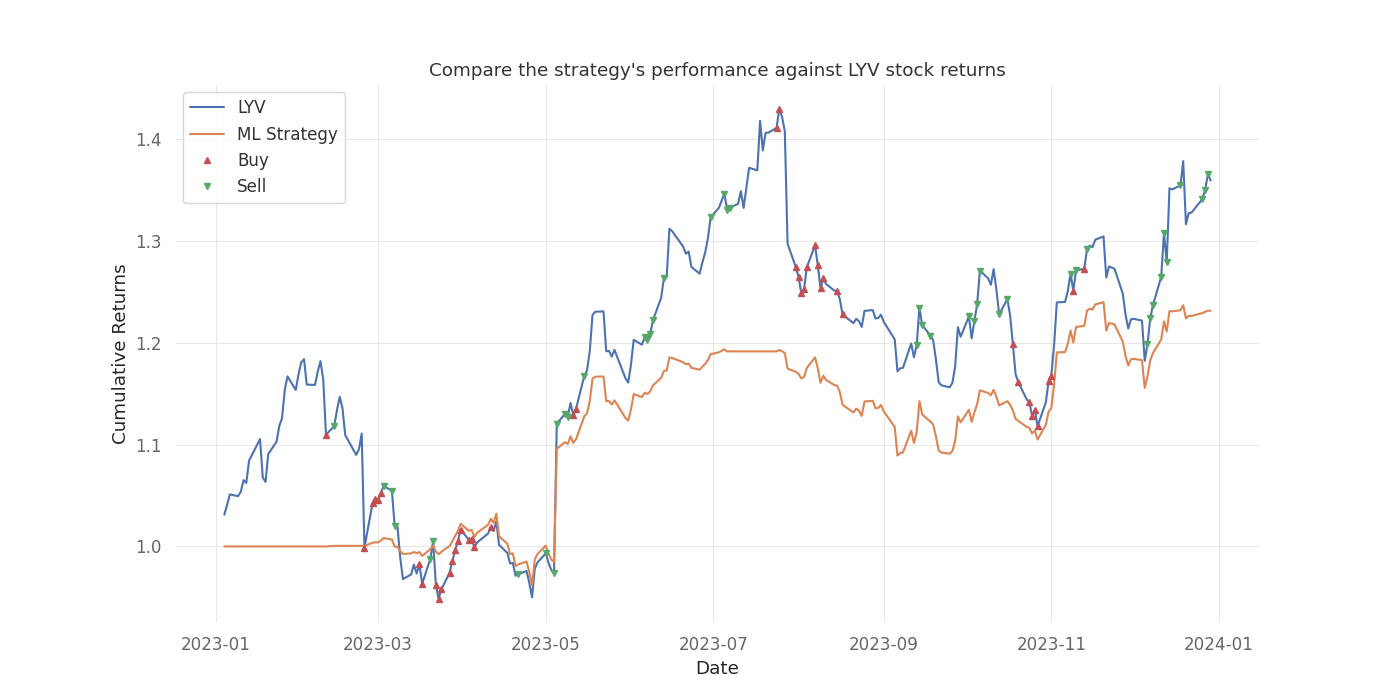 Compare the strategy's performance against LYV stock returns
LYV
ML Strategy
Buy
Sell
Cumulative Returns
1.4
1.3
1.2
1.1
1.0
2023-01
2023-03
2023-05
2023-07
2023-09
2023-11
2024-01
Date